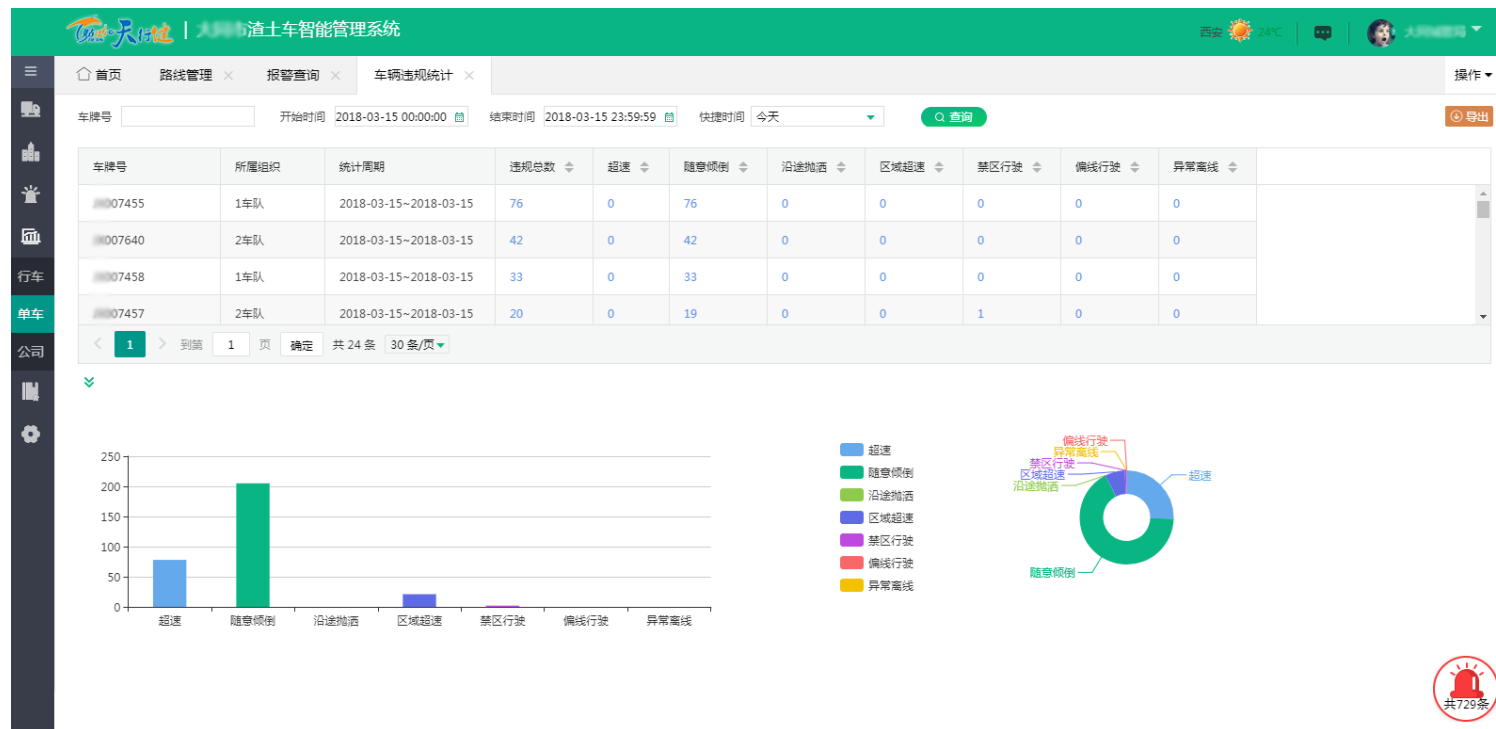 天行健 | 渣土车智能管理系统 西安 24℃
首页 路线管理 × 报警查询 × 车辆违规统计 × 操作
车牌号 开始时间 2018-03-15 00:00:00 结束时间 2018-03-15 23:59:59 快捷时间 今天 查询 导出
车牌号 所属组织 统计周期 违规总数 超速 随意倾倒 沿途抛洒 区域超速 禁区行驶 偏线行驶 异常离线
007455 1车队 2018-03-15~2018-03-15 76 0 76 0 0 0 0 0
007640 2车队 2018-03-15~2018-03-15 42 0 42 0 0 0 0 0
007458 1车队 2018-03-15~2018-03-15 33 0 33 0 0 0 0 0
007457 2车队 2018-03-15~2018-03-15 20 0 19 0 0 1 0 0
行车
单车
公司
< 1 > 到第 1 页 确定 共 24 条 30 条/页
250
200
150
100
50
0
超速 随意倾倒 沿途抛洒 区域超速 禁区行驶 偏线行驶 异常离线
超速
随意倾倒
沿途抛洒
区域超速
禁区行驶
偏线行驶
异常离线
偏线行驶
异常离线
禁区行驶
区域超速
沿途抛洒
超速
随意倾倒
共729条